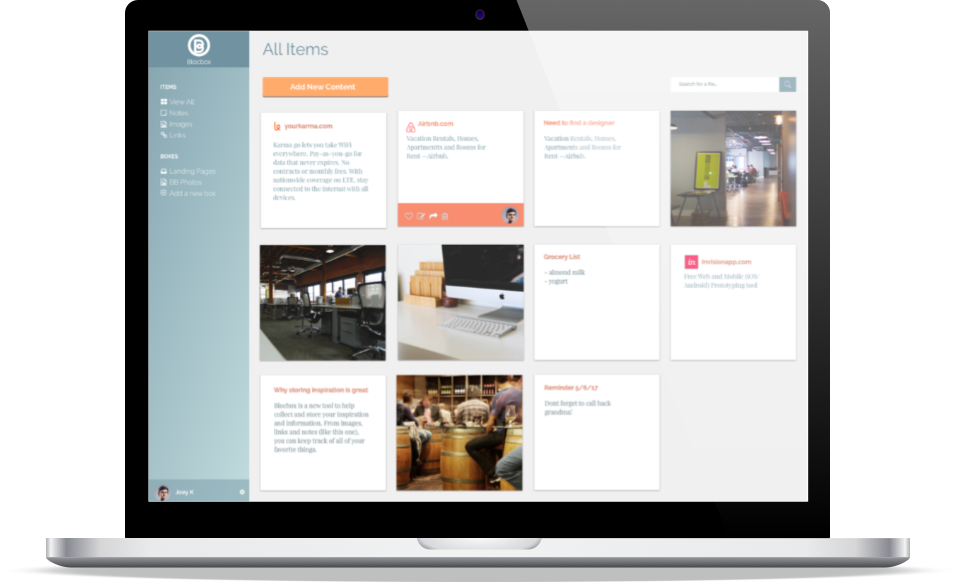 Blocbox
All Items
ITEMS
View All
Notes
Images
Links
BOXES
Landing Pages
BB Photos
Add a new box
Joey K
Add New Content
Search for a file...
yourkarma.com
Karma go lets you take WiFi
everywhere. Pay-as-you-go for
data that never expires. No
contracts or monthly fees. With
nationwide coverage on LTE, stay
connected to the internet with all
devices.
Airbnb.com
Vacation Rentals, Homes,
Apartments and Rooms for
Rent — Airbnb.
Need to find a designer
Vacation Rentals, Homes,
Apartments and Rooms for
Rent — Airbnb.
Grocery List
- almond milk
- yogurt
in
Invisionapp.com
Free Web and Mobile (iOS/
Android) Prototyping tool
Why storing inspiration is great
Blocbox is a new tool to help
collect and store your inspiration
and information. From images,
links and notes (like this one),
you can keep track of all of your
favorite things.
Reminder 5/6/17
Dont forget to call back
grandma!